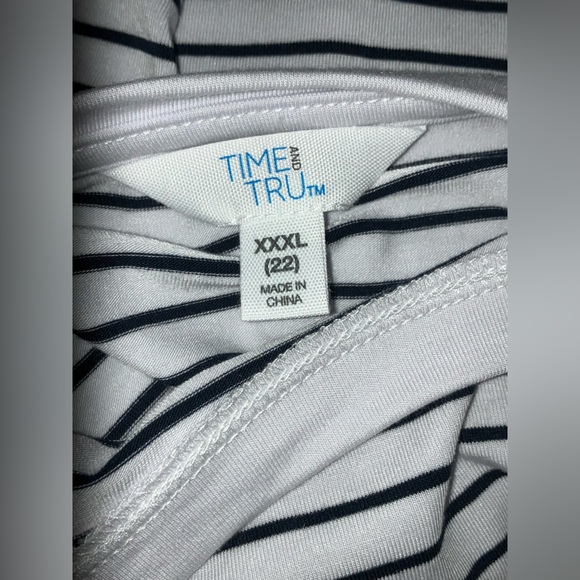 TIME AND
TRU™
XXXL
(22)
MADE IN
CHINA